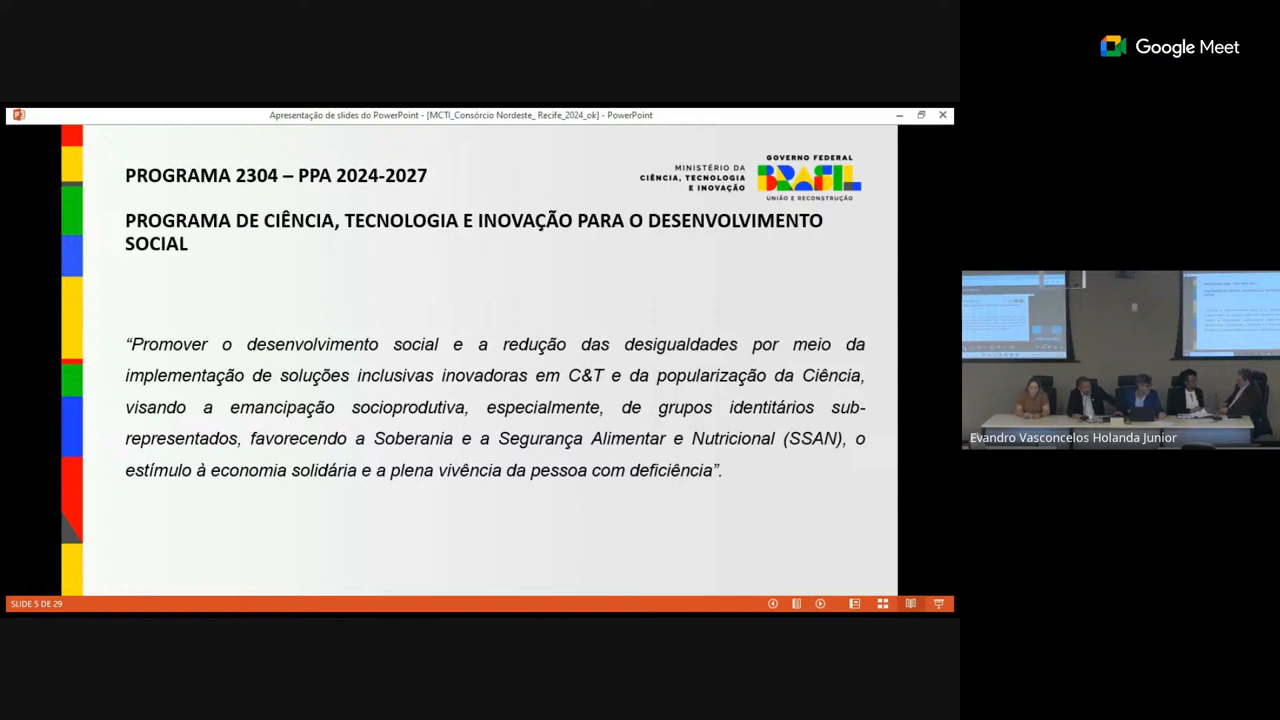 Google Meet
Apresentação de slides do PowerPoint - [MCTI_Consórcio Nordeste_ Recife_2024_ok] - PowerPoint
PROGRAMA 2304 – PPA 2024-2027
MINISTÉRIO DA
CIÊNCIA, TECNOLOGIA
E INOVAÇÃO
GOVERNO FEDERAL
BRASIL
UNIÃO E RECONSTRUÇÃO
PROGRAMA DE CIÊNCIA, TECNOLOGIA E INOVAÇÃO PARA O DESENVOLVIMENTO
SOCIAL
“Promover o desenvolvimento social e a redução das desigualdades por meio da
implementação de soluções inclusivas inovadoras em C&T e da popularização da Ciência,
visando a emancipação socioprodutiva, especialmente, de grupos identitários sub-
representados, favorecendo a Soberania e a Segurança Alimentar e Nutricional (SSAN), o
estímulo à economia solidária e a plena vivência da pessoa com deficiência”.
Evandro Vasconcelos Holanda Junior
SLIDE 5 DE 29